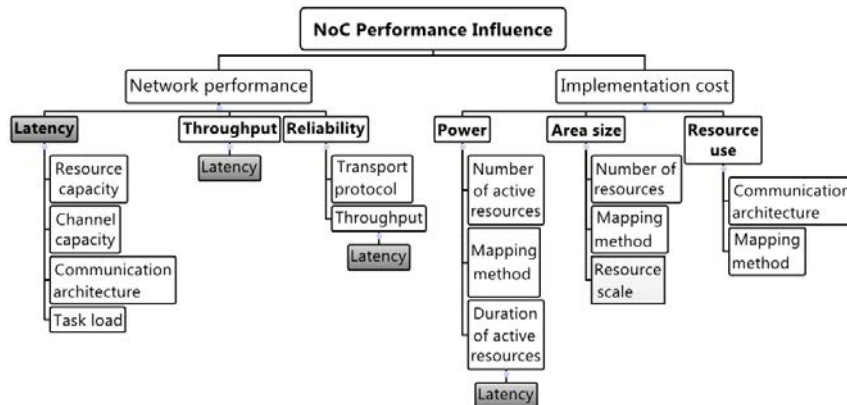 NoC Performance Influence
Network performance
Implementation cost
Latency
Throughput
Reliability
Power
Area size
Resource
use
Resource
capacity
Channel
capacity
Communication
architecture
Task load
Latency
Transport
protocol
Throughput
Latency
Number
of active
resources
Mapping
method
Duration
of active
resources
Latency
Number of
resources
Mapping
method
Resource
scale
Communication
architecture
Mapping
method